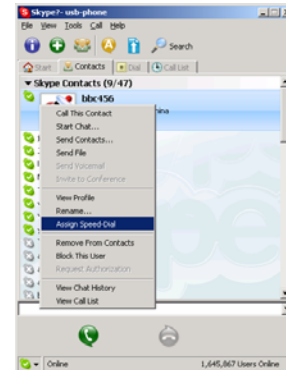 Skype?- usb-phone
File View Tools Call Help
Search
Start Contacts Dial Call List
Skype Contacts (9/47)
bbc456
Call This Contact
Start Chat...
Send Contacts...
Send File
Send Voicemail
Invite to Conference
View Profile
Rename...
Assign Speed-Dial
Remove From Contacts
Block This User
Request Authorization
View Chat History
View Call List
Online 1,645,867 Users Online